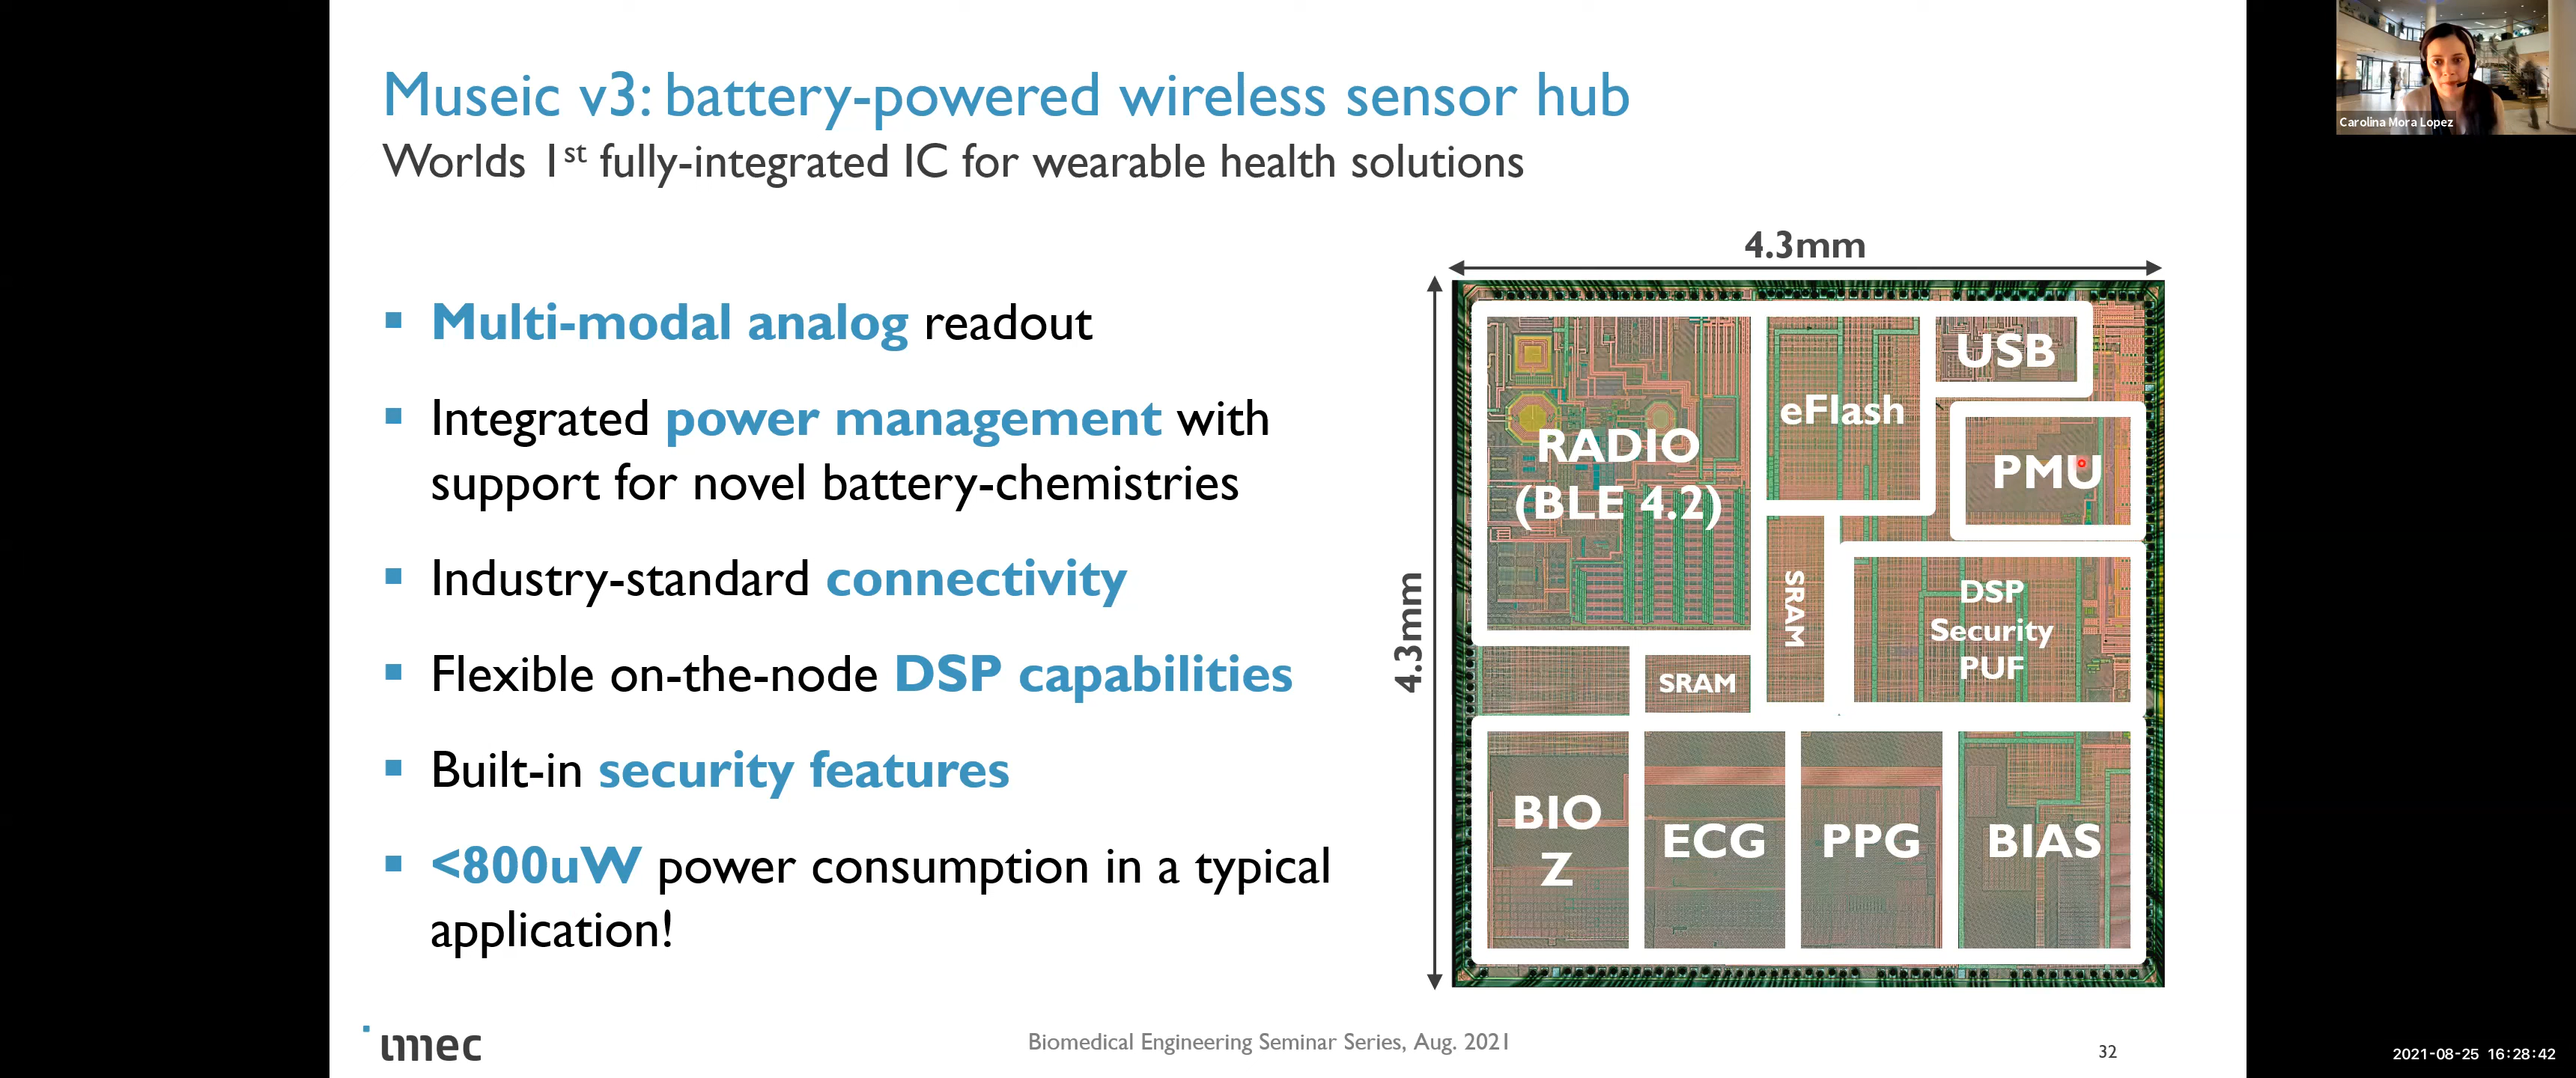 Museic v3: battery-powered wireless sensor hub
Worlds 1st fully-integrated IC for wearable health solutions
Carolina Mora Lopez
▪ Multi-modal analog readout
▪ Integrated power management with
support for novel battery-chemistries
▪ Industry-standard connectivity
▪ Flexible on-the-node DSP capabilities
▪ Built-in security features
▪ <800uW power consumption in a typical
application!
4.3mm
4.3mm
RADIO
(BLE 4.2)
eFlash
USB
PMU
SRAM
SRAM
DSP
Security
PUF
BIO
Z
ECG
PPG
BIAS
imec
Biomedical Engineering Seminar Series, Aug. 2021
32
2021-08-25 16:28:42